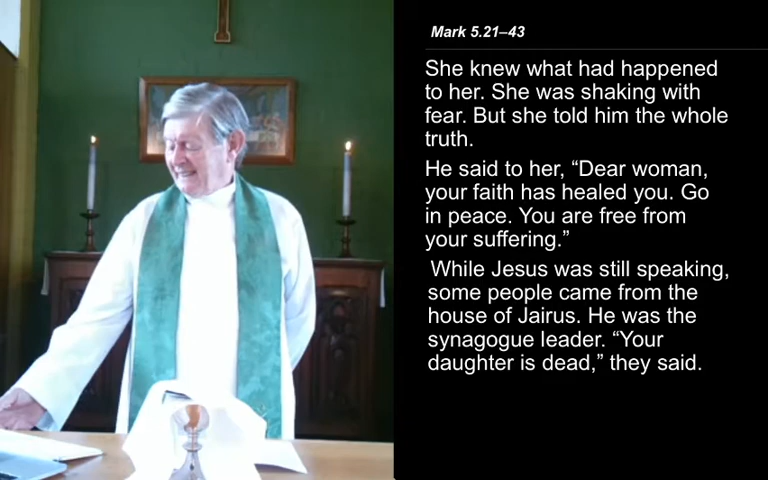 Mark 5.21–43
She knew what had happened
to her. She was shaking with
fear. But she told him the whole
truth.
He said to her, “Dear woman,
your faith has healed you. Go
in peace. You are free from
your suffering.”
While Jesus was still speaking,
some people came from the
house of Jairus. He was the
synagogue leader. “Your
daughter is dead,” they said.